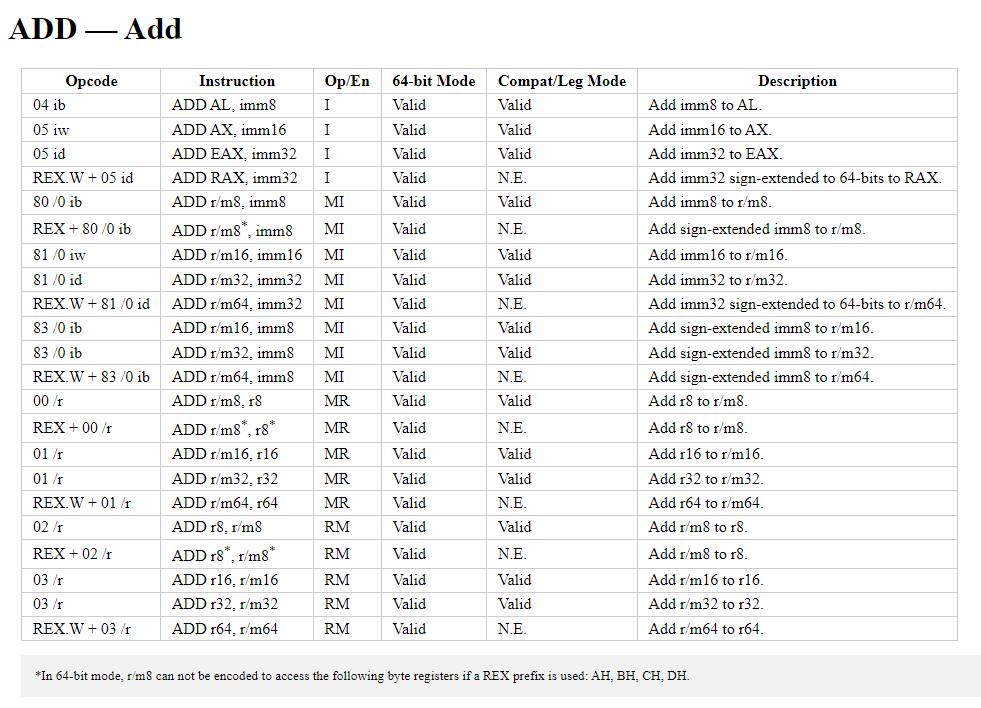 ADD — Add
Opcode Instruction Op/En 64-bit Mode Compat/Leg Mode Description
04 ib ADD AL, imm8 I Valid Valid Add imm8 to AL.
05 iw ADD AX, imm16 I Valid Valid Add imm16 to AX.
05 id ADD EAX, imm32 I Valid Valid Add imm32 to EAX.
REX.W + 05 id ADD RAX, imm32 I Valid N.E. Add imm32 sign-extended to 64-bits to RAX.
80 /0 ib ADD r/m8, imm8 MI Valid Valid Add imm8 to r/m8.
REX + 80 /0 ib ADD r/m8*, imm8 MI Valid N.E. Add sign-extended imm8 to r/m8.
81 /0 iw ADD r/m16, imm16 MI Valid Valid Add imm16 to r/m16.
81 /0 id ADD r/m32, imm32 MI Valid Valid Add imm32 to r/m32.
REX.W + 81 /0 id ADD r/m64, imm32 MI Valid N.E. Add imm32 sign-extended to 64-bits to r/m64.
83 /0 ib ADD r/m16, imm8 MI Valid Valid Add sign-extended imm8 to r/m16.
83 /0 ib ADD r/m32, imm8 MI Valid Valid Add sign-extended imm8 to r/m32.
REX.W + 83 /0 ib ADD r/m64, imm8 MI Valid N.E. Add sign-extended imm8 to r/m64.
00 /r ADD r/m8, r8 MR Valid Valid Add r8 to r/m8.
REX + 00 /r ADD r/m8*, r8* MR Valid N.E. Add r8 to r/m8.
01 /r ADD r/m16, r16 MR Valid Valid Add r16 to r/m16.
01 /r ADD r/m32, r32 MR Valid Valid Add r32 to r/m32.
REX.W + 01 /r ADD r/m64, r64 MR Valid N.E. Add r64 to r/m64.
02 /r ADD r8, r/m8 RM Valid Valid Add r/m8 to r8.
REX + 02 /r ADD r8*, r/m8* RM Valid N.E. Add r/m8 to r8.
03 /r ADD r16, r/m16 RM Valid Valid Add r/m16 to r16.
03 /r ADD r32, r/m32 RM Valid Valid Add r/m32 to r32.
REX.W + 03 /r ADD r64, r/m64 RM Valid N.E. Add r/m64 to r64.
*In 64-bit mode, r/m8 can not be encoded to access the following byte registers if a REX prefix is used: AH, BH, CH, DH.